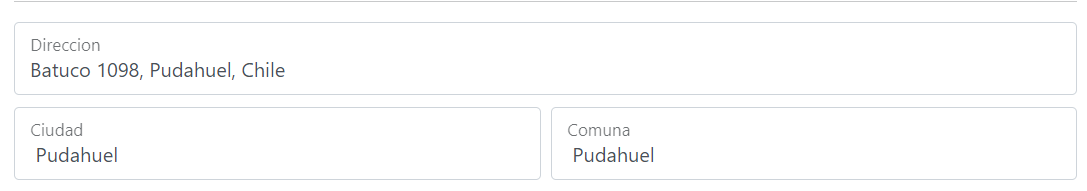 Direccion
Batuco 1098, Pudahuel, Chile
Ciudad
Pudahuel
Comuna
Pudahuel